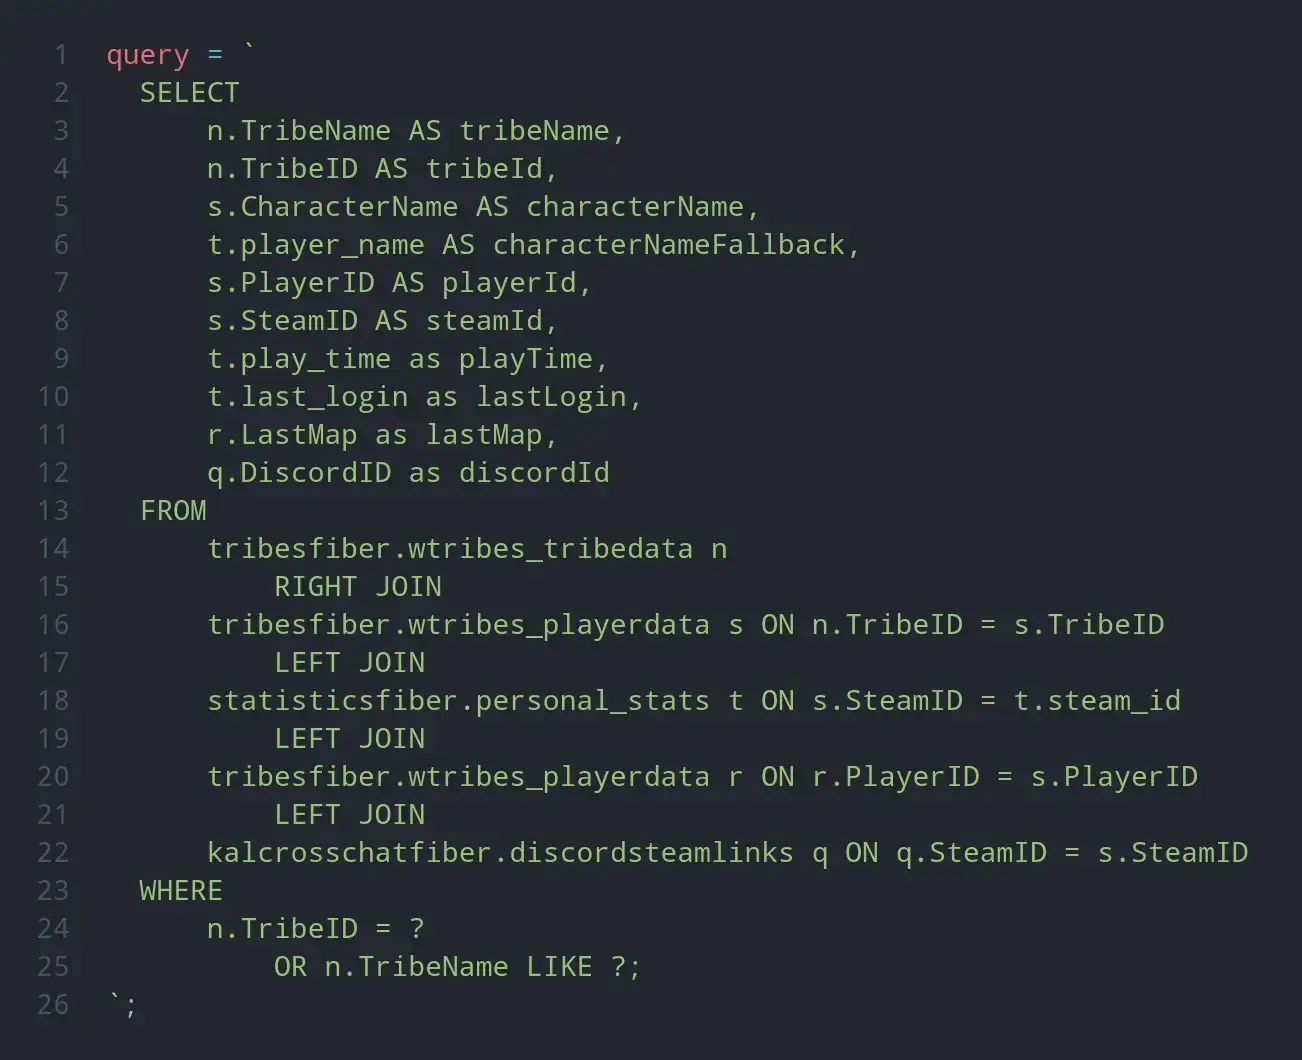 1 query = `
2 SELECT
3 n.TribeName AS tribeName,
4 n.TribeID AS tribeId,
5 s.CharacterName AS characterName,
6 t.player_name AS characterNameFallback,
7 s.PlayerID AS playerId,
8 s.SteamID AS steamId,
9 t.play_time as playTime,
10 t.last_login as lastLogin,
11 r.LastMap as lastMap,
12 q.DiscordID as discordId
13 FROM
14 tribesfiber.wtribes_tribedata n
15 RIGHT JOIN
16 tribesfiber.wtribes_playerdata s ON n.TribeID = s.TribeID
17 LEFT JOIN
18 statisticsfiber.personal_stats t ON s.SteamID = t.steam_id
19 LEFT JOIN
20 tribesfiber.wtribes_playerdata r ON r.PlayerID = s.PlayerID
21 LEFT JOIN
22 kalcrosschatfiber.discordsteamlinks q ON q.SteamID = s.SteamID
23 WHERE
24 n.TribeID = ?
25 OR n.TribeName LIKE ?;
26 `;